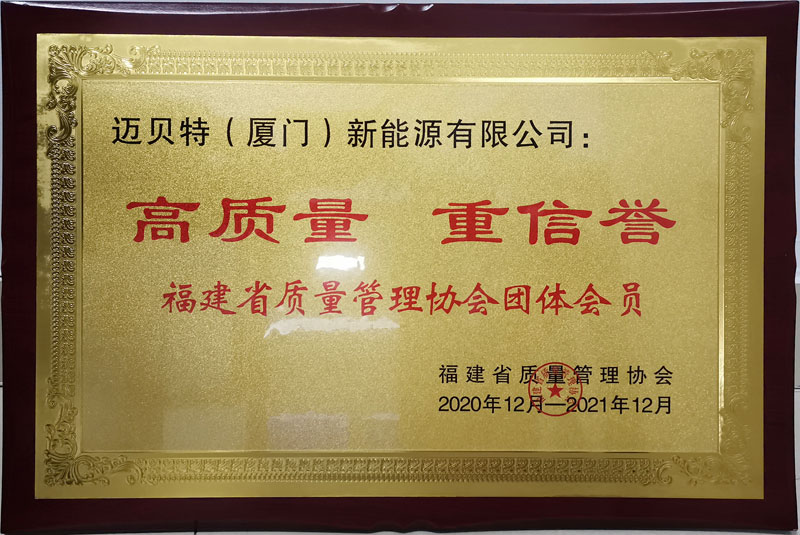 迈贝特（厦门）新能源有限公司：
高质量 重信誉
福建省质量管理协会团体会员
福建省质量管理协会
2020年12月—2021年12月